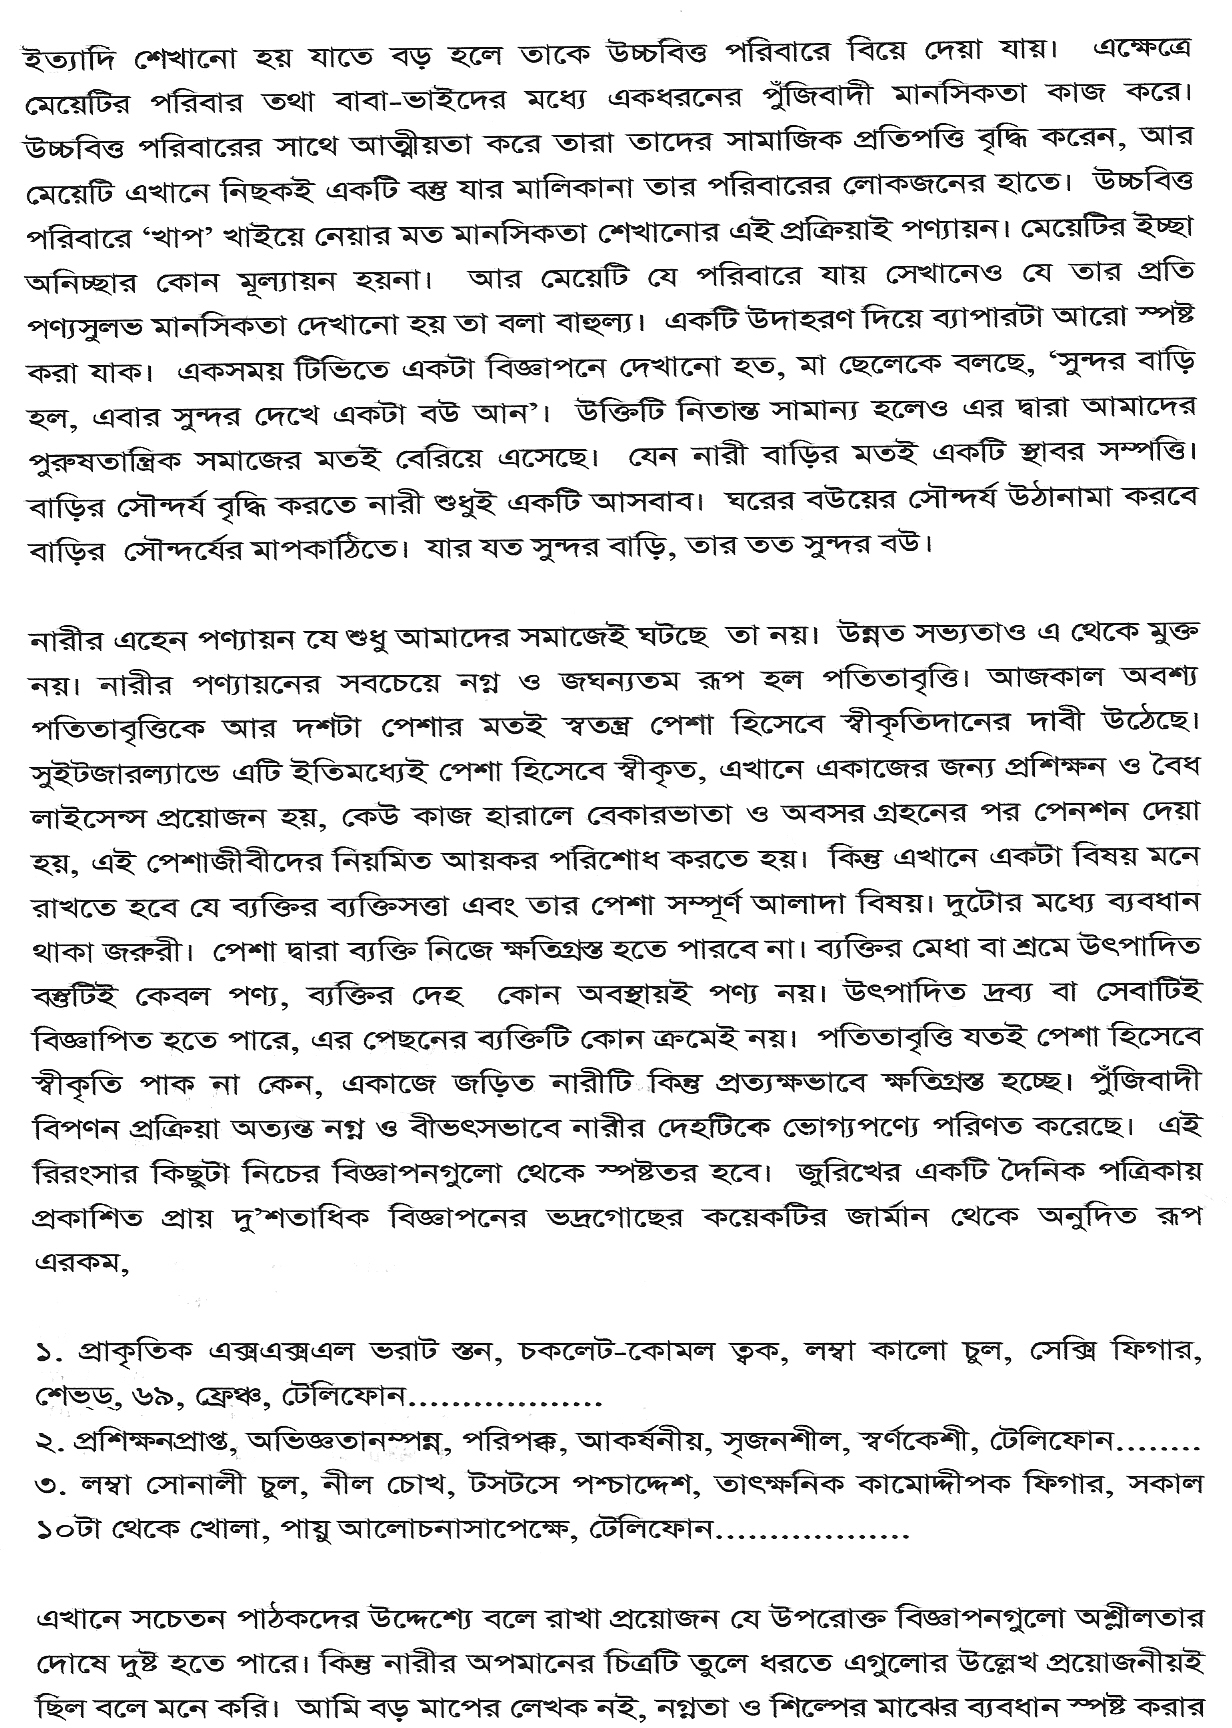 ইত্যাদি শেখানো হয় যাতে বড় হলে তাকে উচ্চবিত্ত পরিবারে বিয়ে দেয়া যায়। এক্ষেত্রে
মেয়েটির পরিবার তথা বাবা-ভাইদের মধ্যে একধরনের পুঁজিবাদী মানসিকতা কাজ করে।
উচ্চবিত্ত পরিবারের সাথে আত্মীয়তা করে তারা তাদের সামাজিক প্রতিপত্তি বৃদ্ধি করেন, আর
মেয়েটি এখানে নিছকই একটি বস্তু যার মালিকানা তার পরিবারের লোকজনের হাতে। উচ্চবিত্ত
পরিবারে ‘খাপ’ খাইয়ে নেয়ার মত মানসিকতা শেখানোর এই প্রক্রিয়াই পণ্যায়ন। মেয়েটির ইচ্ছা
অনিচ্ছার কোন মূল্যায়ন হয়না। আর মেয়েটি যে পরিবারে যায় সেখানেও যে তার প্রতি
পণ্যসুলভ মানসিকতা দেখানো হয় তা বলা বাহুল্য। একটি উদাহরণ দিয়ে ব্যাপারটা আরো স্পষ্ট
করা যাক। একসময় টিভিতে একটা বিজ্ঞাপনে দেখানো হত, মা ছেলেকে বলছে, ‘সুন্দর বাড়ি
হল, এবার সুন্দর দেখে একটা বউ আন’। উক্তিটি নিতান্ত সামান্য হলেও এর দ্বারা আমাদের
পুরুষতান্ত্রিক সমাজের মতই বেরিয়ে এসেছে। যেন নারী বাড়ির মতই একটি স্থাবর সম্পত্তি।
বাড়ির সৌন্দর্য বৃদ্ধি করতে নারী শুধুই একটি আসবাব। ঘরের বউয়ের সৌন্দর্য উঠানামা করবে
বাড়ির সৌন্দর্যের মাপকাঠিতে। যার যত সুন্দর বাড়ি, তার তত সুন্দর বউ।
নারীর এহেন পণ্যায়ন যে শুধু আমাদের সমাজেই ঘটছে তা নয়। উন্নত সভ্যতাও এ থেকে মুক্ত
নয়। নারীর পণ্যায়নের সবচেয়ে নগ্ন ও জঘন্যতম রূপ হল পতিতাবৃত্তি। আজকাল অবশ্য
পতিতাবৃত্তিকে আর দশটা পেশার মতই স্বতন্ত্র পেশা হিসেবে স্বীকৃতিদানের দাবী উঠেছে।
সুইটজারল্যান্ডে এটি ইতিমধ্যেই পেশা হিসেবে স্বীকৃত, এখানে একাজের জন্য প্রশিক্ষন ও বৈধ
লাইসেন্স প্রয়োজন হয়, কেউ কাজ হারালে বেকারভাতা ও অবসর গ্রহনের পর পেনশন দেয়া
হয়, এই পেশাজীবীদের নিয়মিত আয়কর পরিশোধ করতে হয়। কিন্তু এখানে একটা বিষয় মনে
রাখতে হবে যে ব্যক্তির ব্যক্তিসত্তা এবং তার পেশা সম্পূর্ণ আলাদা বিষয়। দুটোর মধ্যে ব্যবধান
থাকা জরুরী। পেশা দ্বারা ব্যক্তি নিজে ক্ষতিগ্রস্ত হতে পারবে না। ব্যক্তির মেধা বা শ্রমে উৎপাদিত
বস্তুটিই কেবল পণ্য, ব্যক্তির দেহ কোন অবস্থায়ই পণ্য নয়। উৎপাদিত দ্রব্য বা সেবাটিই
বিজ্ঞাপিত হতে পারে, এর পেছনের ব্যক্তিটি কোন ক্রমেই নয়। পতিতাবৃত্তি যতই পেশা হিসেবে
স্বীকৃতি পাক না কেন, একাজে জড়িত নারীটি কিন্তু প্রত্যক্ষভাবে ক্ষতিগ্রস্ত হচ্ছে। পুঁজিবাদী
বিপণন প্রক্রিয়া অত্যন্ত নগ্ন ও বীভৎসভাবে নারীর দেহটিকে ভোগ্যপণ্যে পরিণত করেছে। এই
রিরংসার কিছুটা নিচের বিজ্ঞাপনগুলো থেকে স্পষ্টতর হবে। জুরিখের একটি দৈনিক পত্রিকায়
প্রকাশিত প্রায় দু’শতাধিক বিজ্ঞাপনের ভদ্রগোছের কয়েকটির জার্মান থেকে অনুদিত রূপ
এরকম,
১. প্রাকৃতিক এক্সএক্সএল ভরাট স্তন, চকলেট-কোমল ত্বক, লম্বা কালো চুল, সেক্সি ফিগার,
শেভ্ড্, ৬৯, ফ্রেঞ্চ, টেলিফোন..................
২. প্রশিক্ষনপ্রাপ্ত, অভিজ্ঞতানম্পন্ন, পরিপক্ক, আকর্ষনীয়, সৃজনশীল, স্বর্ণকেশী, টেলিফোন........
৩. লম্বা সোনালী চুল, নীল চোখ, টসটসে পশ্চাদ্দেশ, তাৎক্ষনিক কামোদ্দীপক ফিগার, সকাল
১০টা থেকে খোলা, পায়ু আলোচনাসাপেক্ষে, টেলিফোন..................
এখানে সচেতন পাঠকদের উদ্দেশ্যে বলে রাখা প্রয়োজন যে উপরোক্ত বিজ্ঞাপনগুলো অশ্লীলতার
দোষে দুষ্ট হতে পারে। কিন্তু নারীর অপমানের চিত্রটি তুলে ধরতে এগুলোর উল্লেখ প্রয়োজনীয়ই
ছিল বলে মনে করি। আমি বড় মাপের লেখক নই, নগ্নতা ও শিল্পের মাঝের ব্যবধান স্পষ্ট করার